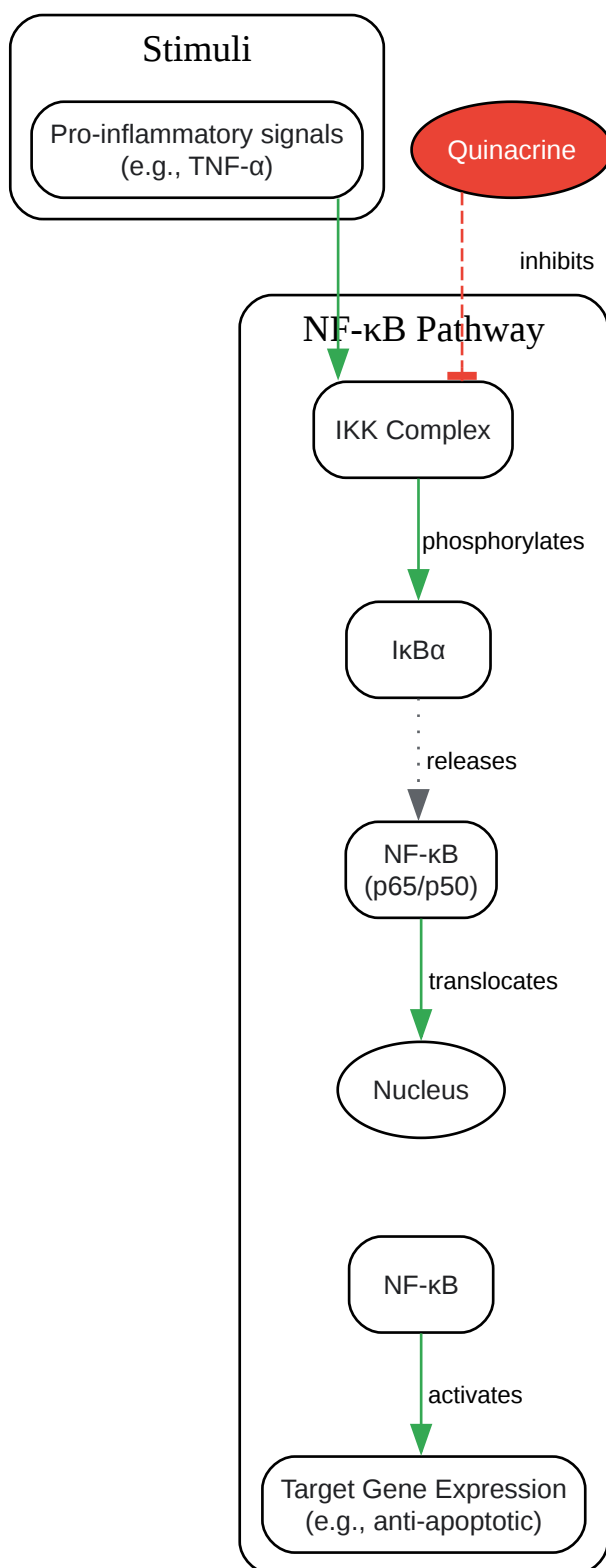 Stimuli
Pro-inflammatory signals
(e.g., TNF-α)
Quinacrine
inhibits
NF-κB Pathway
IKK Complex
phosphorylates
IκBα
releases
NF-κB
(p65/p50)
translocates
Nucleus
NF-κB
activates
Target Gene Expression
(e.g., anti-apoptotic)